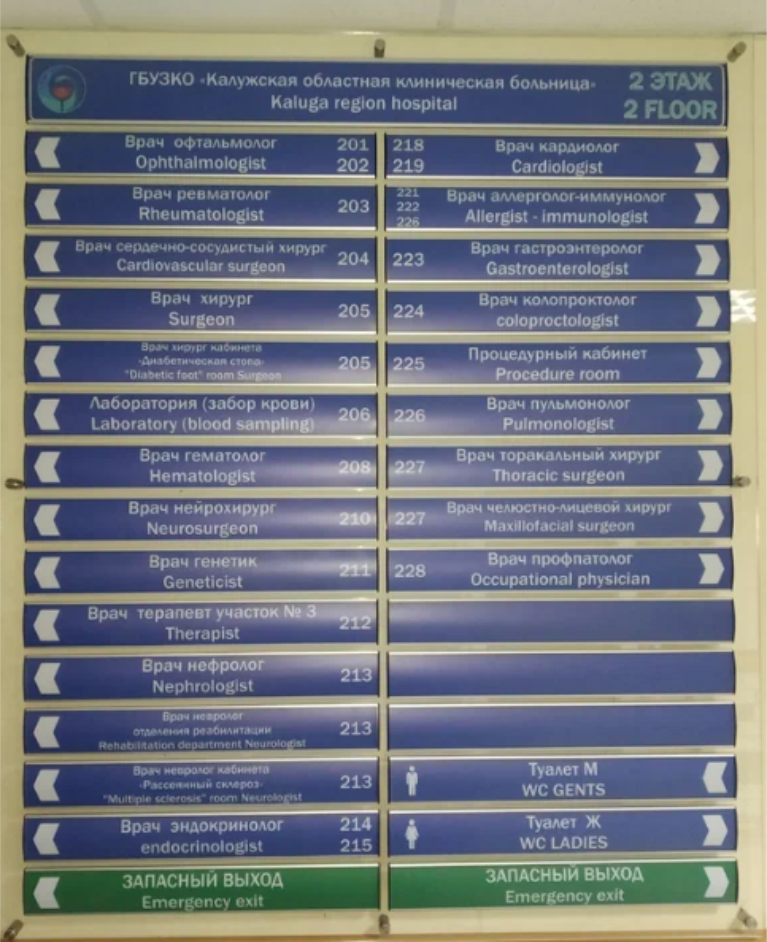 ГБУЗКО «Калужская областная клиническая больница»
Kaluga region hospital
2 ЭТАЖ
2 FLOOR
Врач офтальмолог
Ophthalmologist
201
202
Врач ревматолог
Rheumatologist
203
Врач сердечно-сосудистый хирург
Cardiovascular surgeon
204
Врач хирург
Surgeon
205
Врач хирург кабинета
«Диабетическая стопа»
"Diabetic foot" room Surgeon
205
Лаборатория (забор крови)
Laboratory (blood sampling)
206
Врач гематолог
Hematologist
208
Врач нейрохирург
Neurosurgeon
210
Врач генетик
Geneticist
211
Врач терапевт участок № 3
Therapist
212
Врач нефролог
Nephrologist
213
Врач невролог
отделения реабилитации
Rehabilitation department Neurologist
213
Врач невролог кабинета
«Рассеянный склероз»
"Multiple sclerosis" room Neurologist
213
Врач эндокринолог
endocrinologist
214
215
ЗАПАСНЫЙ ВЫХОД
Emergency exit
218
219
Врач кардиолог
Cardiologist
221
222
226
Врач аллерголог-иммунолог
Allergist - immunologist
223
Врач гастроэнтеролог
Gastroenterologist
224
Врач колопроктолог
coloproctologist
225
Процедурный кабинет
Procedure room
226
Врач пульмонолог
Pulmonologist
227
Врач торакальный хирург
Thoracic surgeon
227
Врач челюстно-лицевой хирург
Maxillofacial surgeon
228
Врач профпатолог
Occupational physician
Туалет М
WC GENTS
Туалет Ж
WC LADIES
ЗАПАСНЫЙ ВЫХОД
Emergency exit